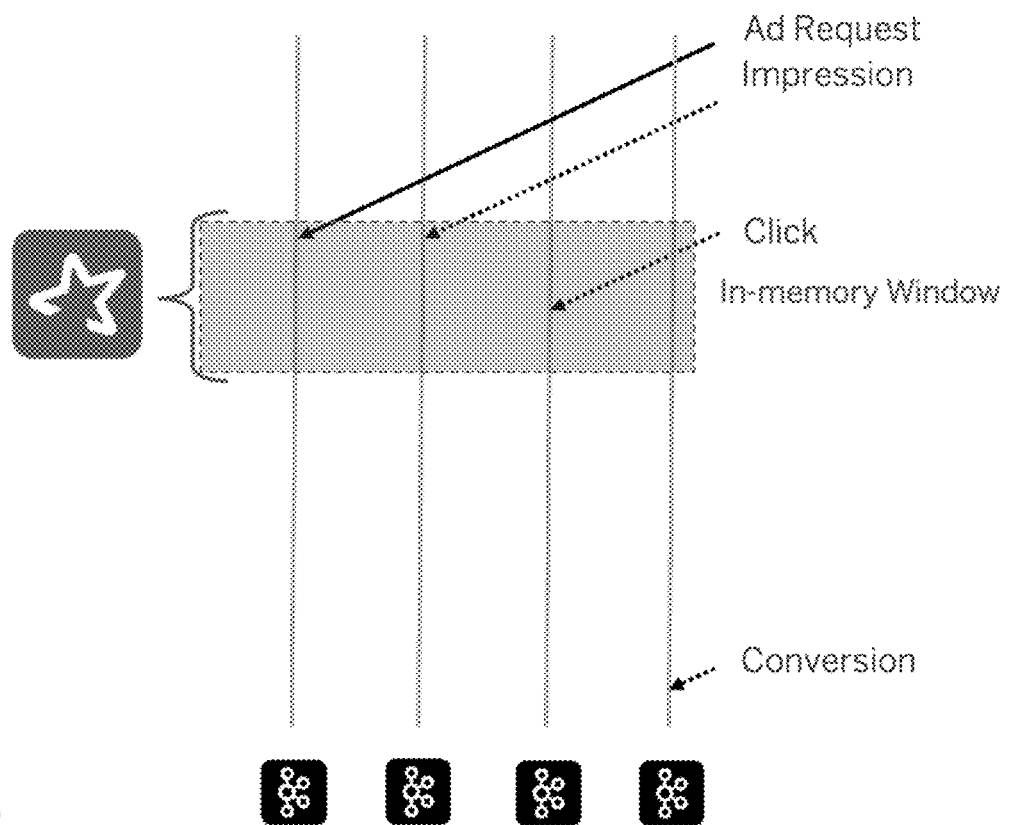 Ad Request
Impression
Click
In-memory Window
Conversion